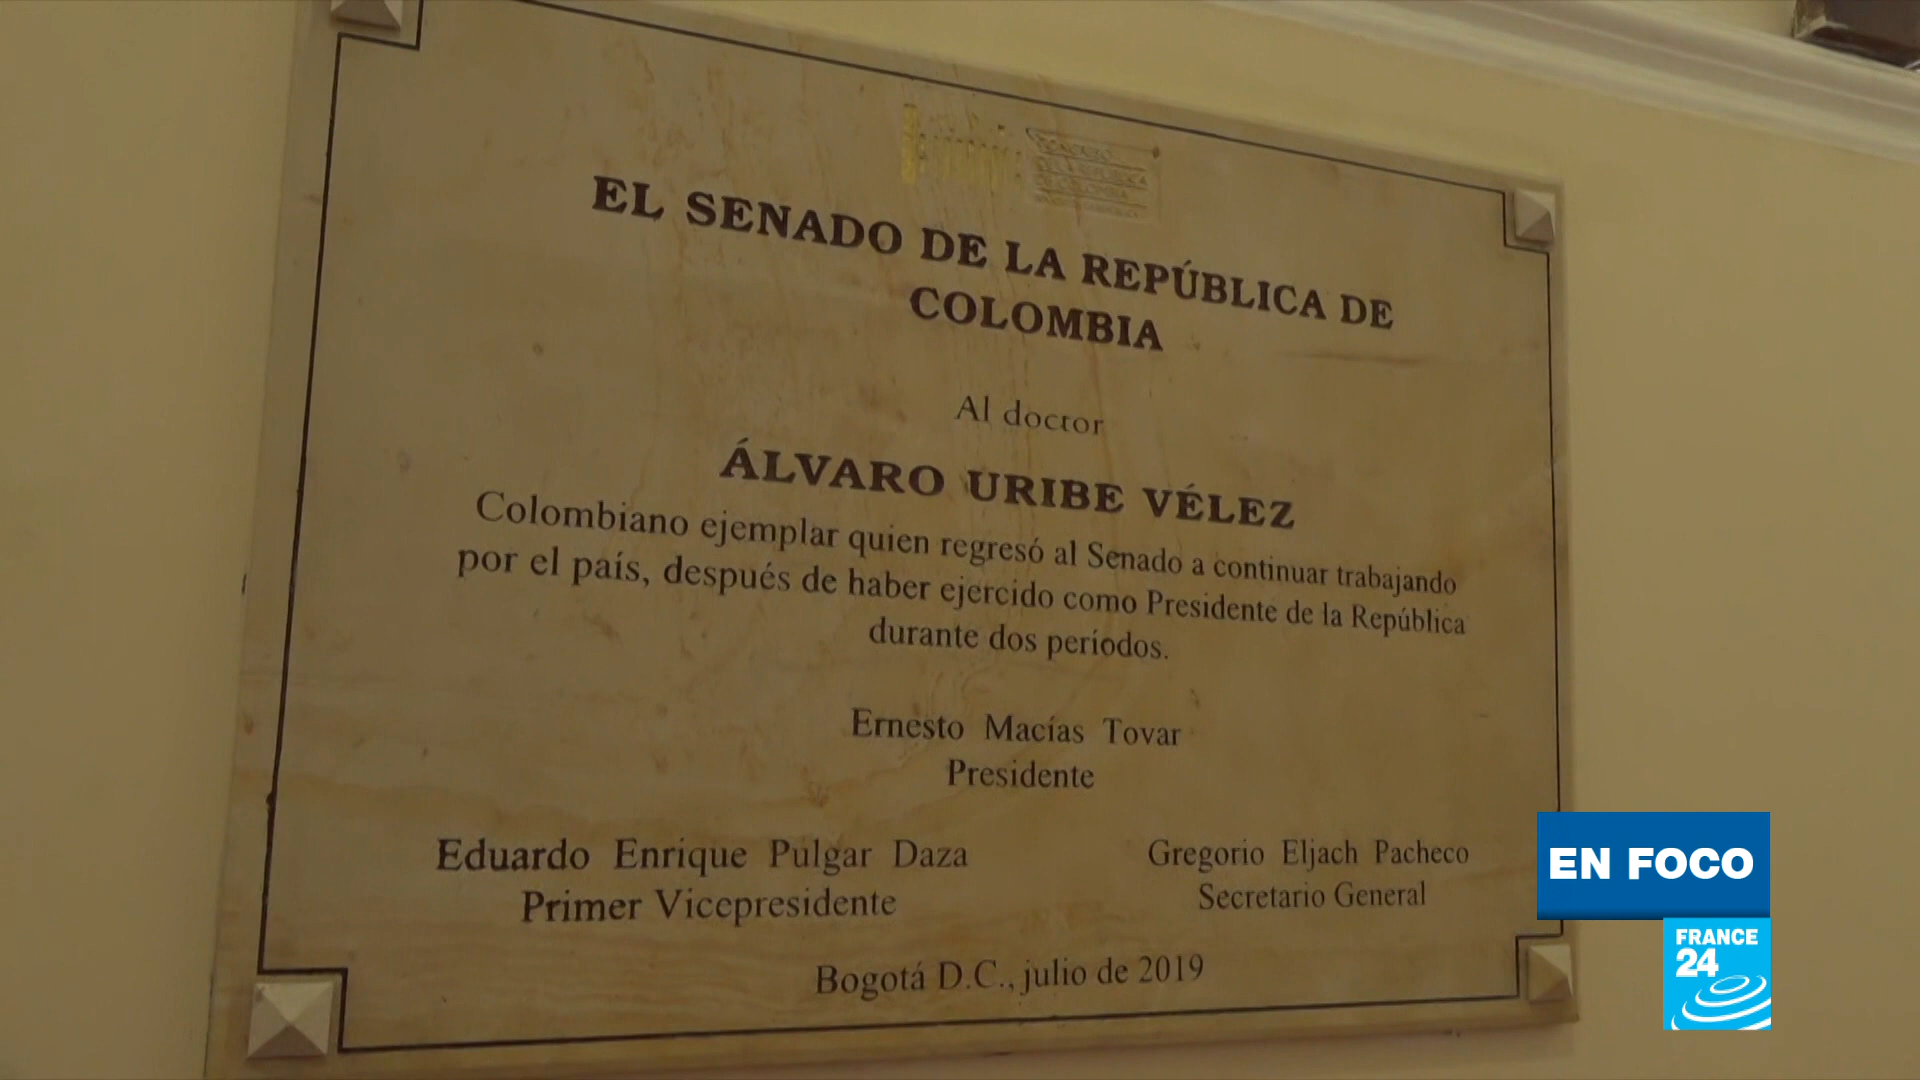 EL SENADO DE LA REPÚBLICA DE
COLOMBIA
Al doctor
ÁLVARO URIBE VÉLEZ
Colombiano ejemplar quien regresó al Senado a continuar trabajando
por el país, después de haber ejercido como Presidente de la República
durante dos períodos.
Ernesto Macías Tovar
Presidente
Eduardo Enrique Pulgar Daza
Primer Vicepresidente
Gregorio Eljach Pacheco
Secretario General
Bogotá D.C., julio de 2019
EN FOCO
FRANCE
24